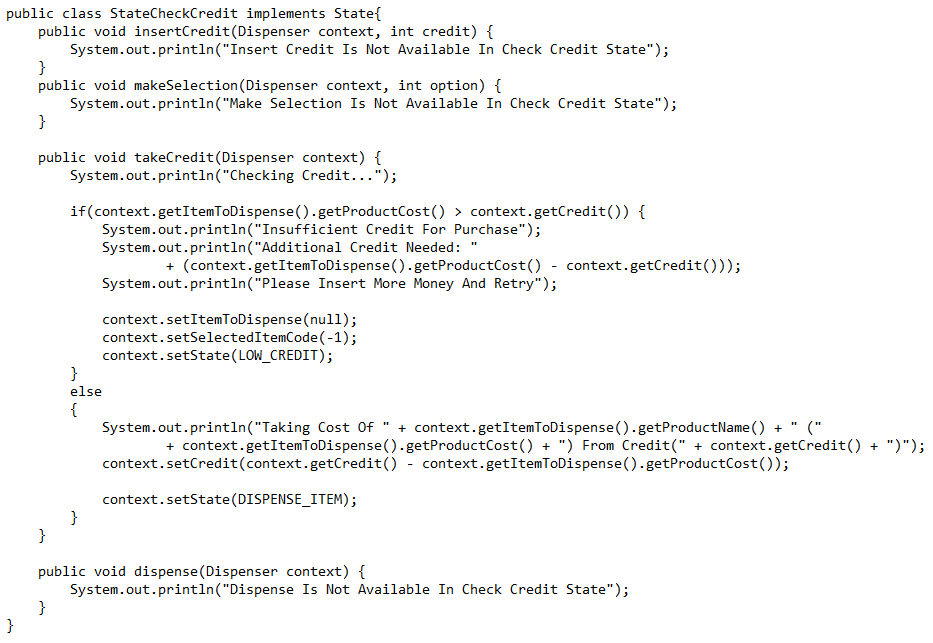 public class StateCheckCredit implements State{
    public void insertCredit(Dispenser context, int credit) {
        System.out.println("Insert Credit Is Not Available In Check Credit State");
    }
    public void makeSelection(Dispenser context, int option) {
        System.out.println("Make Selection Is Not Available In Check Credit State");
    }

    public void takeCredit(Dispenser context) {
        System.out.println("Checking Credit...");

        if(context.getItemToDispense().getProductCost() > context.getCredit()) {
            System.out.println("Insufficient Credit For Purchase");
            System.out.println("Additional Credit Needed: "
                    + (context.getItemToDispense().getProductCost() - context.getCredit()));
            System.out.println("Please Insert More Money And Retry");

            context.setItemToDispense(null);
            context.setSelectedItemCode(-1);
            context.setState(LOW_CREDIT);
        }
        else
        {
            System.out.println("Taking Cost Of " + context.getItemToDispense().getProductName() + " ("
                    + context.getItemToDispense().getProductCost() + ") From Credit(" + context.getCredit() + ")");
            context.setCredit(context.getCredit() - context.getItemToDispense().getProductCost());

            context.setState(DISPENSE_ITEM);
        }
    }

    public void dispense(Dispenser context) {
        System.out.println("Dispense Is Not Available In Check Credit State");
    }
}